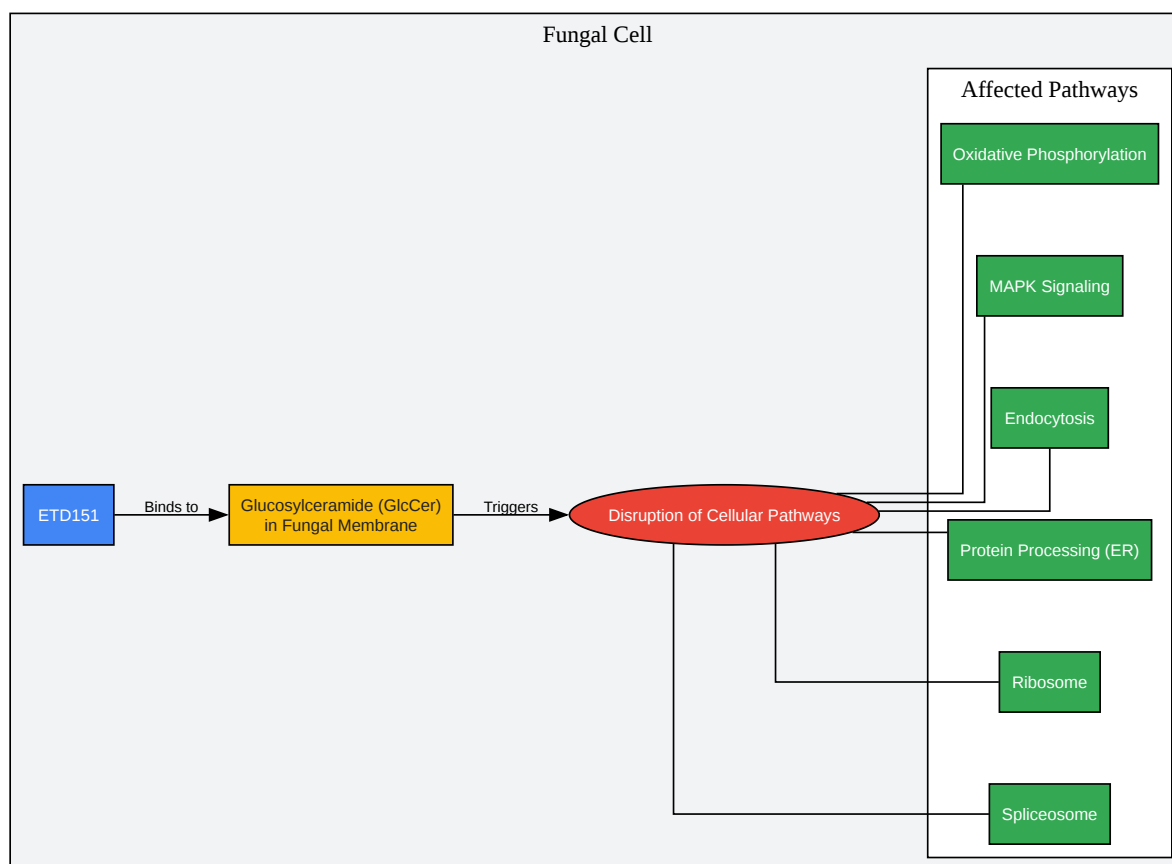 Fungal Cell
Affected Pathways
Oxidative Phosphorylation
MAPK Signaling
Endocytosis
ETD151
Binds to
Glucosylceramide (GlcCer)
in Fungal Membrane
Triggers
Disruption of Cellular Pathways
Protein Processing (ER)
Ribosome
Spliceosome